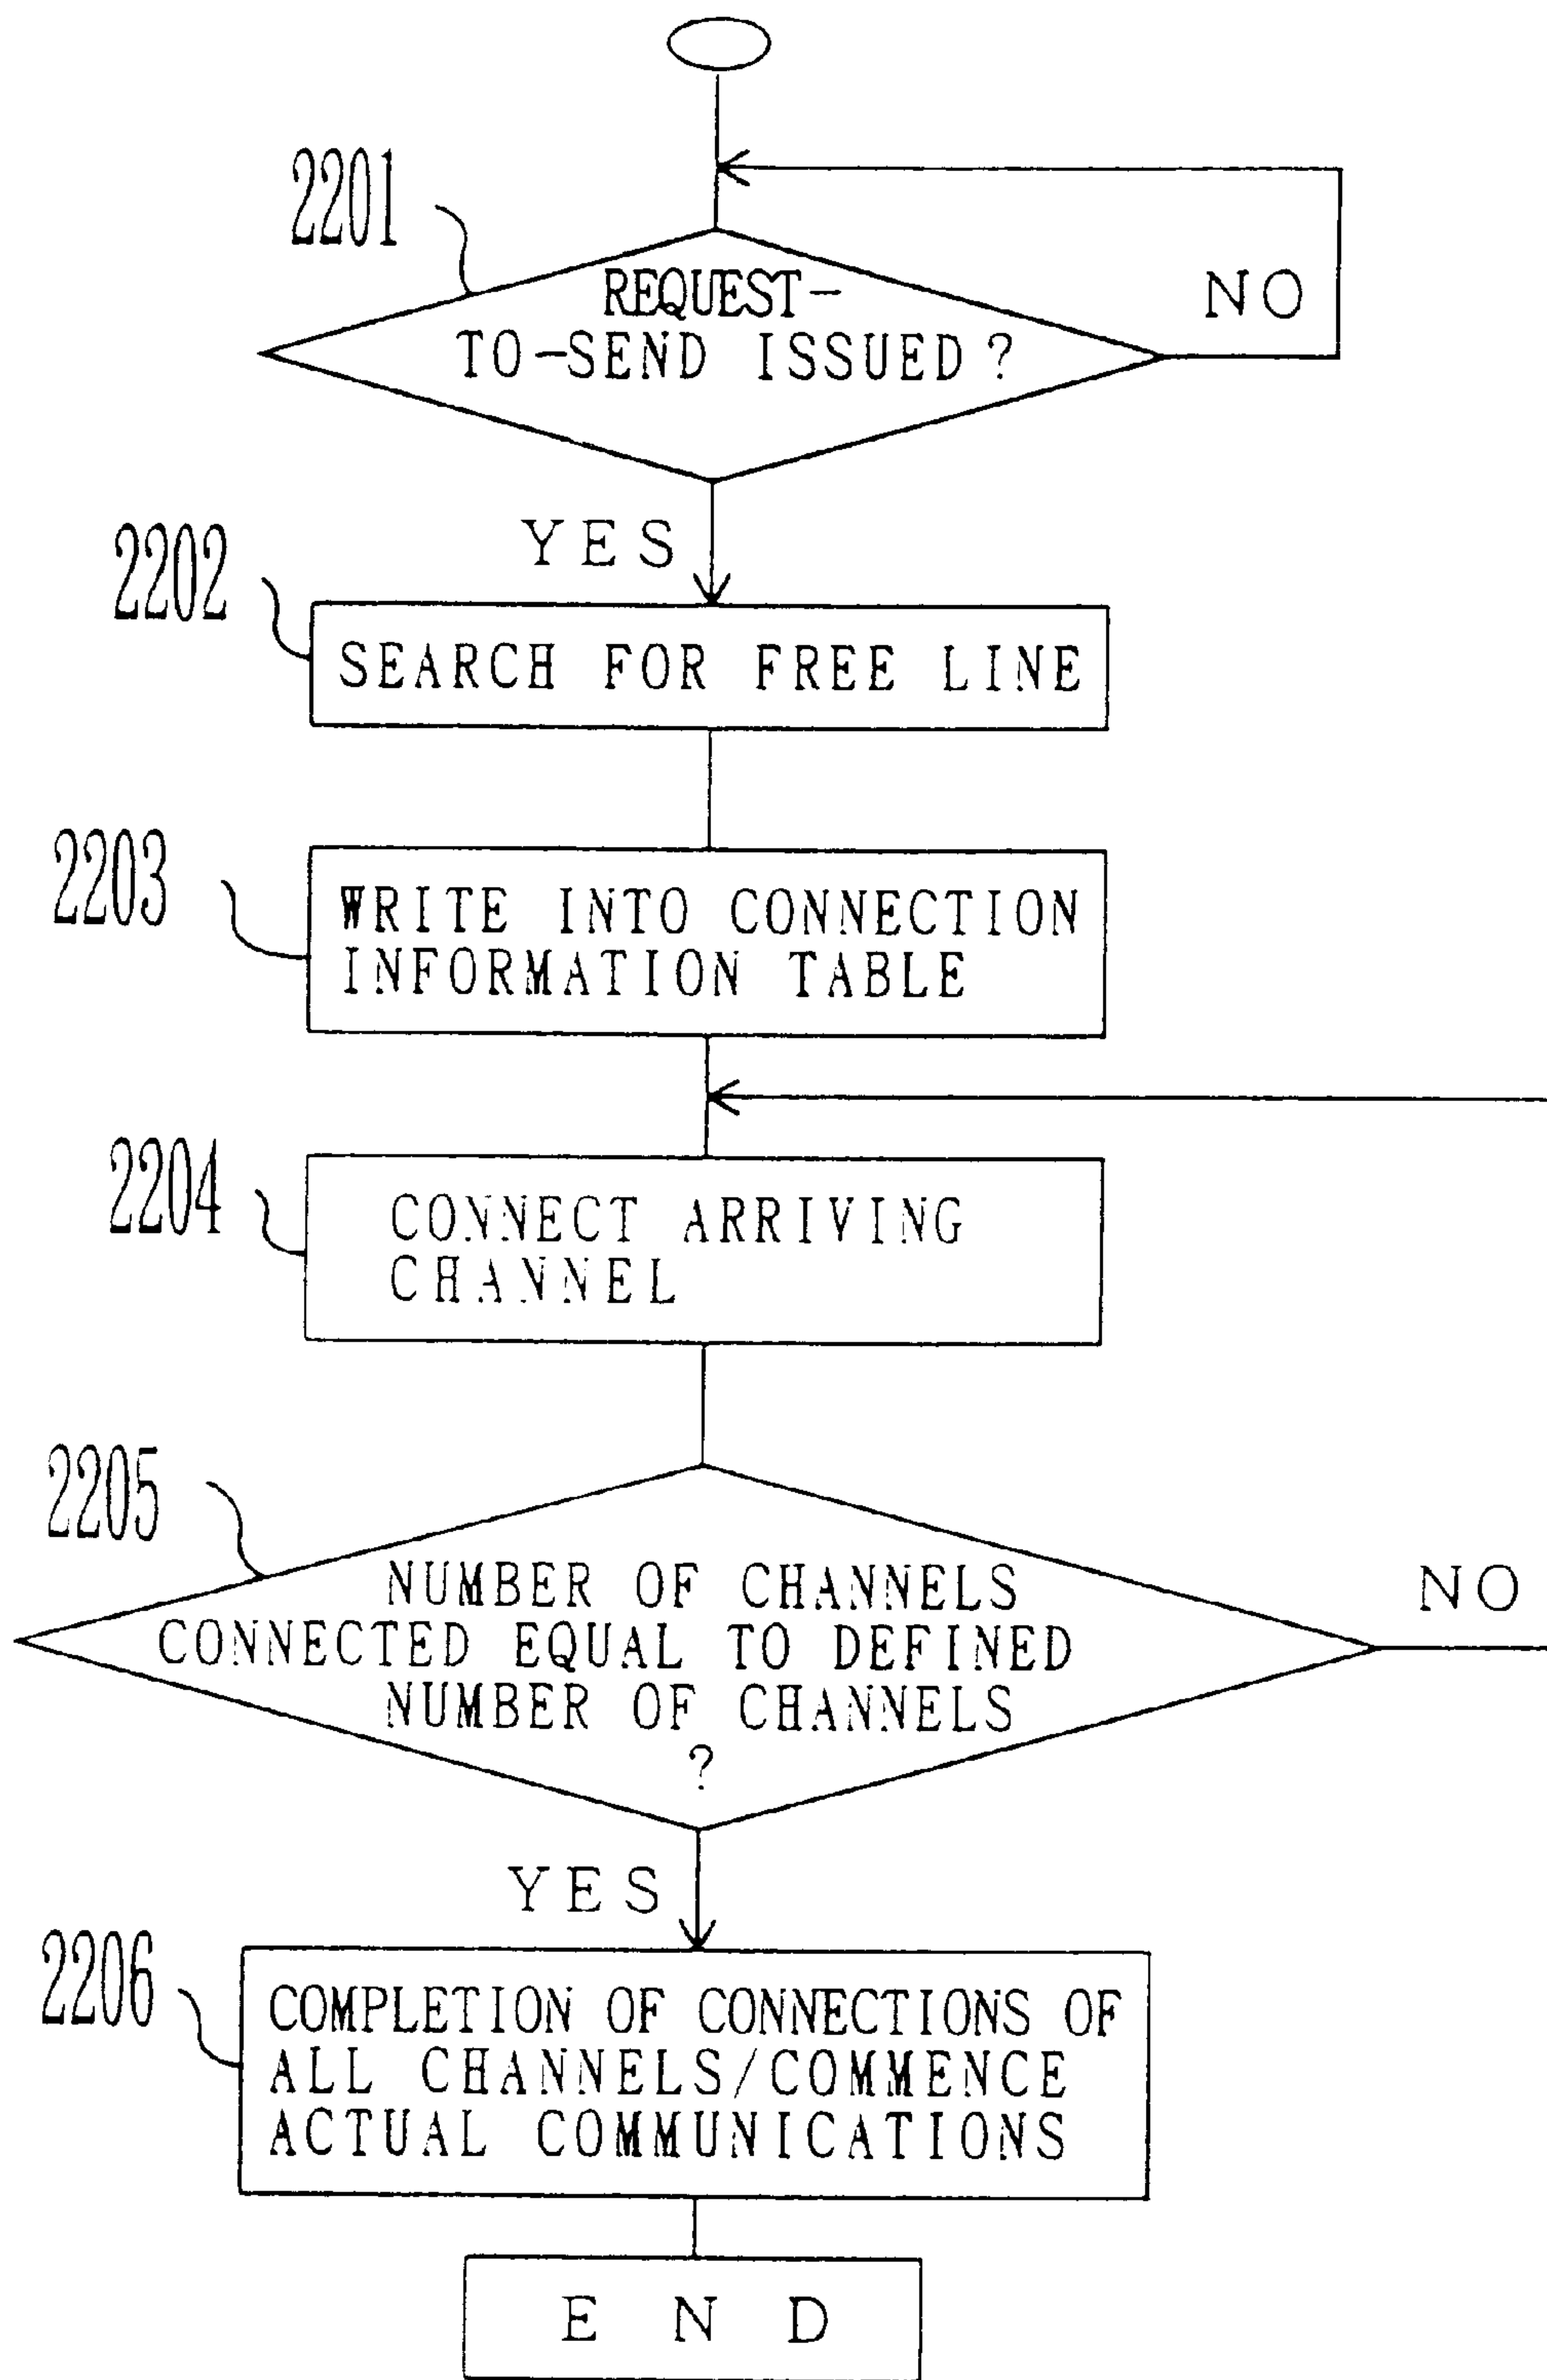 2201
REQUEST-
TO-SEND ISSUED?
NO
YES
2202
SEARCH FOR FREE LINE
2203
WRITE INTO CONNECTION
INFORMATION TABLE
2204
CONNECT ARRIVING
CHANNEL
2205
NUMBER OF CHANNELS
CONNECTED EQUAL TO DEFINED
NUMBER OF CHANNELS
?
NO
YES
2206
COMPLETION OF CONNECTIONS OF
ALL CHANNELS/COMMENCE
ACTUAL COMMUNICATIONS
END